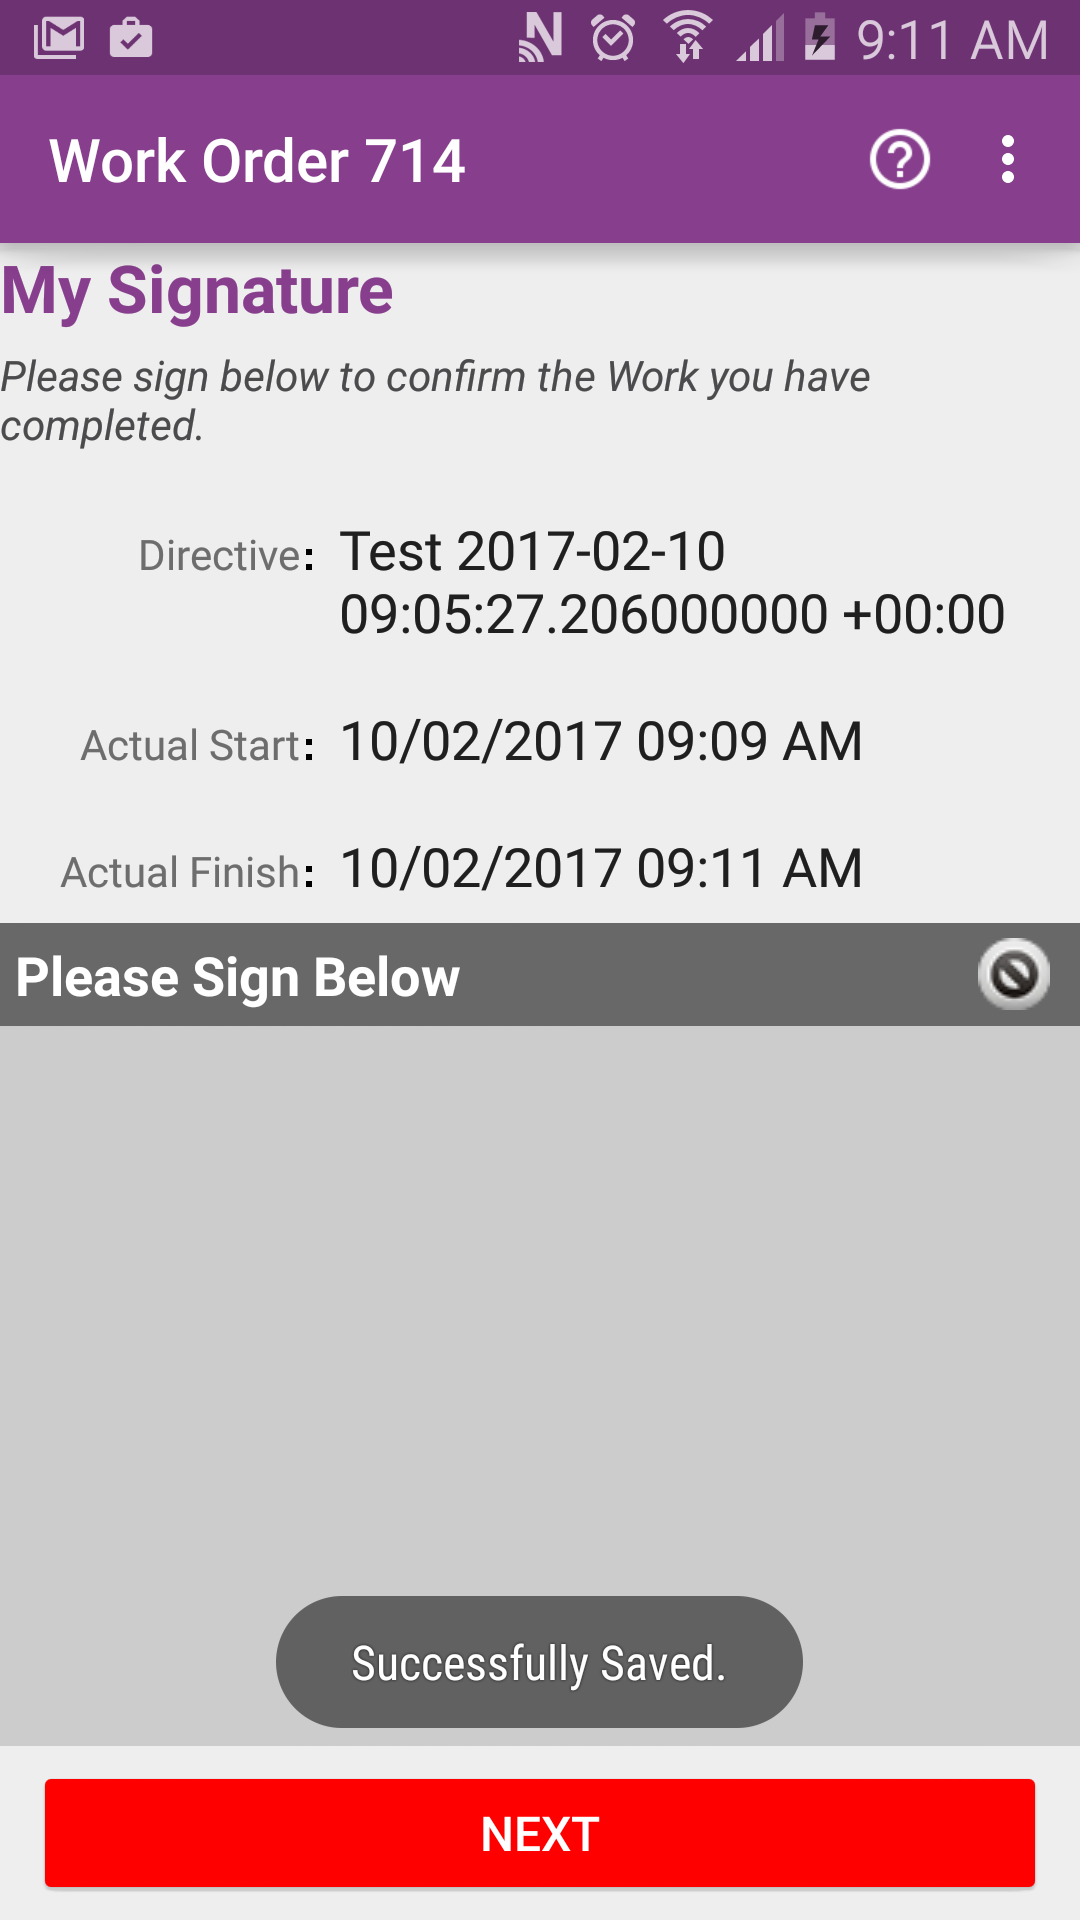 9:11 AM
Work Order 714
My Signature
Please sign below to confirm the Work you have
completed.
Directive: Test 2017-02-10
09:05:27.206000000 +00:00
Actual Start: 10/02/2017 09:09 AM
Actual Finish: 10/02/2017 09:11 AM
Please Sign Below
Successfully Saved.
NEXT